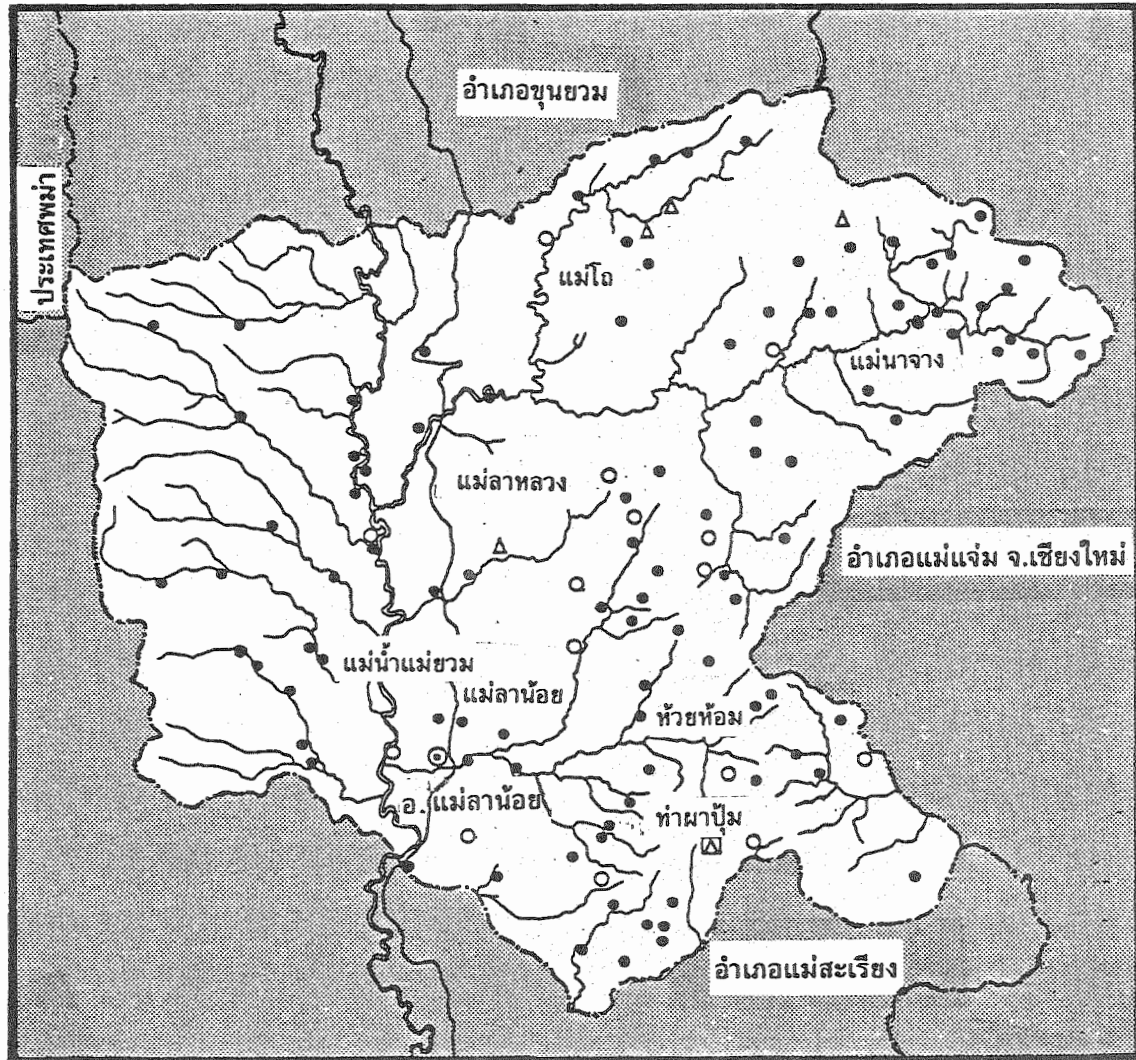 อำเภอขุนยวม
ประเทศพม่า
แม่โถ
แม่นาจาง
แม่ลาหลวง
อำเภอแม่แจ่ม จ.เชียงใหม่
แม่น้ำแม่ยวม
แม่ลาน้อย
ห้วยห้อม
อ. แม่ลาน้อย
ท่าผาปุ้ม
อำเภอแม่สะเรียง